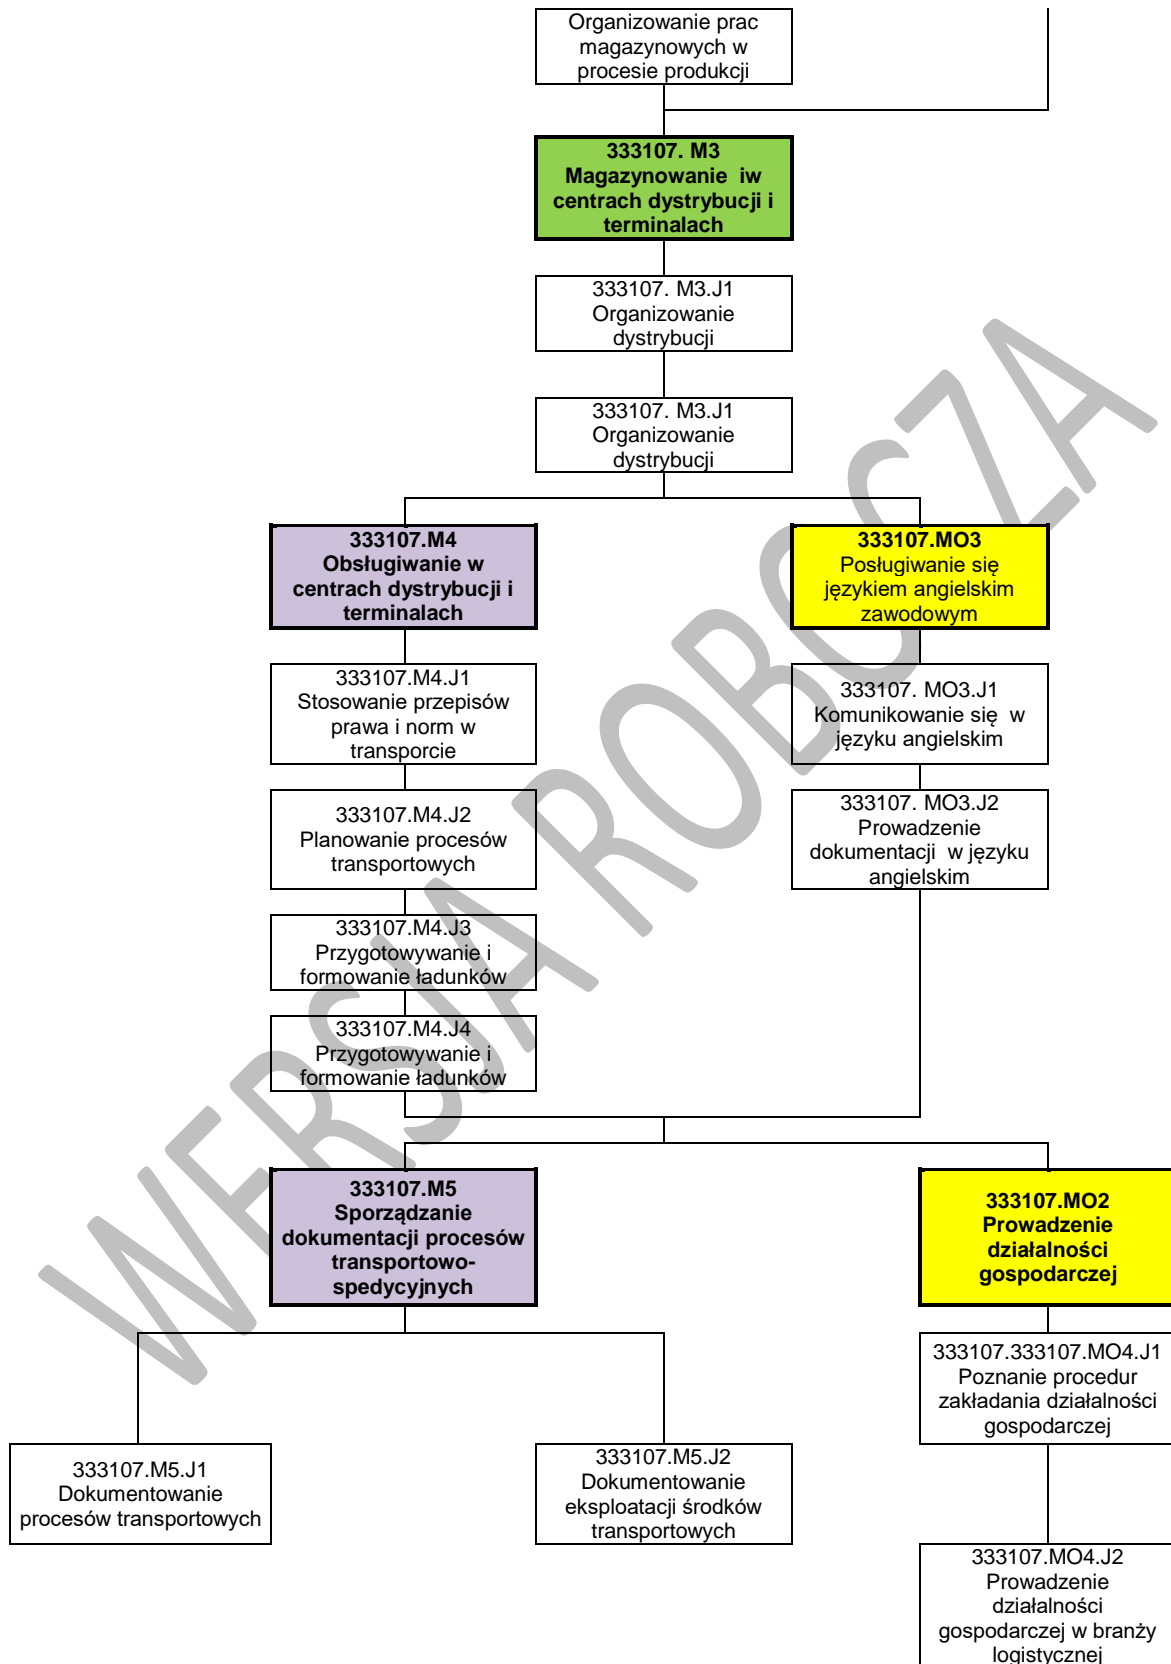 Organizowanie prac
magazynowych w
procesie produkcji
333107. M3
Magazynowanie  iw
centrach dystrybucji i
terminalach
333107. M3.J1
Organizowanie
dystrybucji
333107. M3.J1
Organizowanie
dystrybucji
333107.M4
Obsługiwanie w
centrach dystrybucji i
terminalach
333107.MO3
Posługiwanie się
językiem angielskim
zawodowym
333107.M4.J1
Stosowanie przepisów
prawa i norm w
transporcie
333107. MO3.J1
Komunikowanie się  w
języku angielskim
333107.M4.J2
Planowanie procesów
transportowych
333107. MO3.J2
Prowadzenie
dokumentacji  w języku
angielskim
333107.M4.J3
Przygotowywanie i
formowanie ładunków
333107.M4.J4
Przygotowywanie i
formowanie ładunków
333107.M5
Sporządzanie
dokumentacji procesów
transportowo-
spedycyjnych
333107.MO2
Prowadzenie
działalności
gospodarczej
333107.333107.MO4.J1
Poznanie procedur
zakładania działalności
gospodarczej
333107.M5.J1
Dokumentowanie
procesów transportowych
333107.M5.J2
Dokumentowanie
eksploatacji środków
transportowych
333107.MO4.J2
Prowadzenie
działalności
gospodarczej w branży
logistycznej
WERSJA ROBOCZA